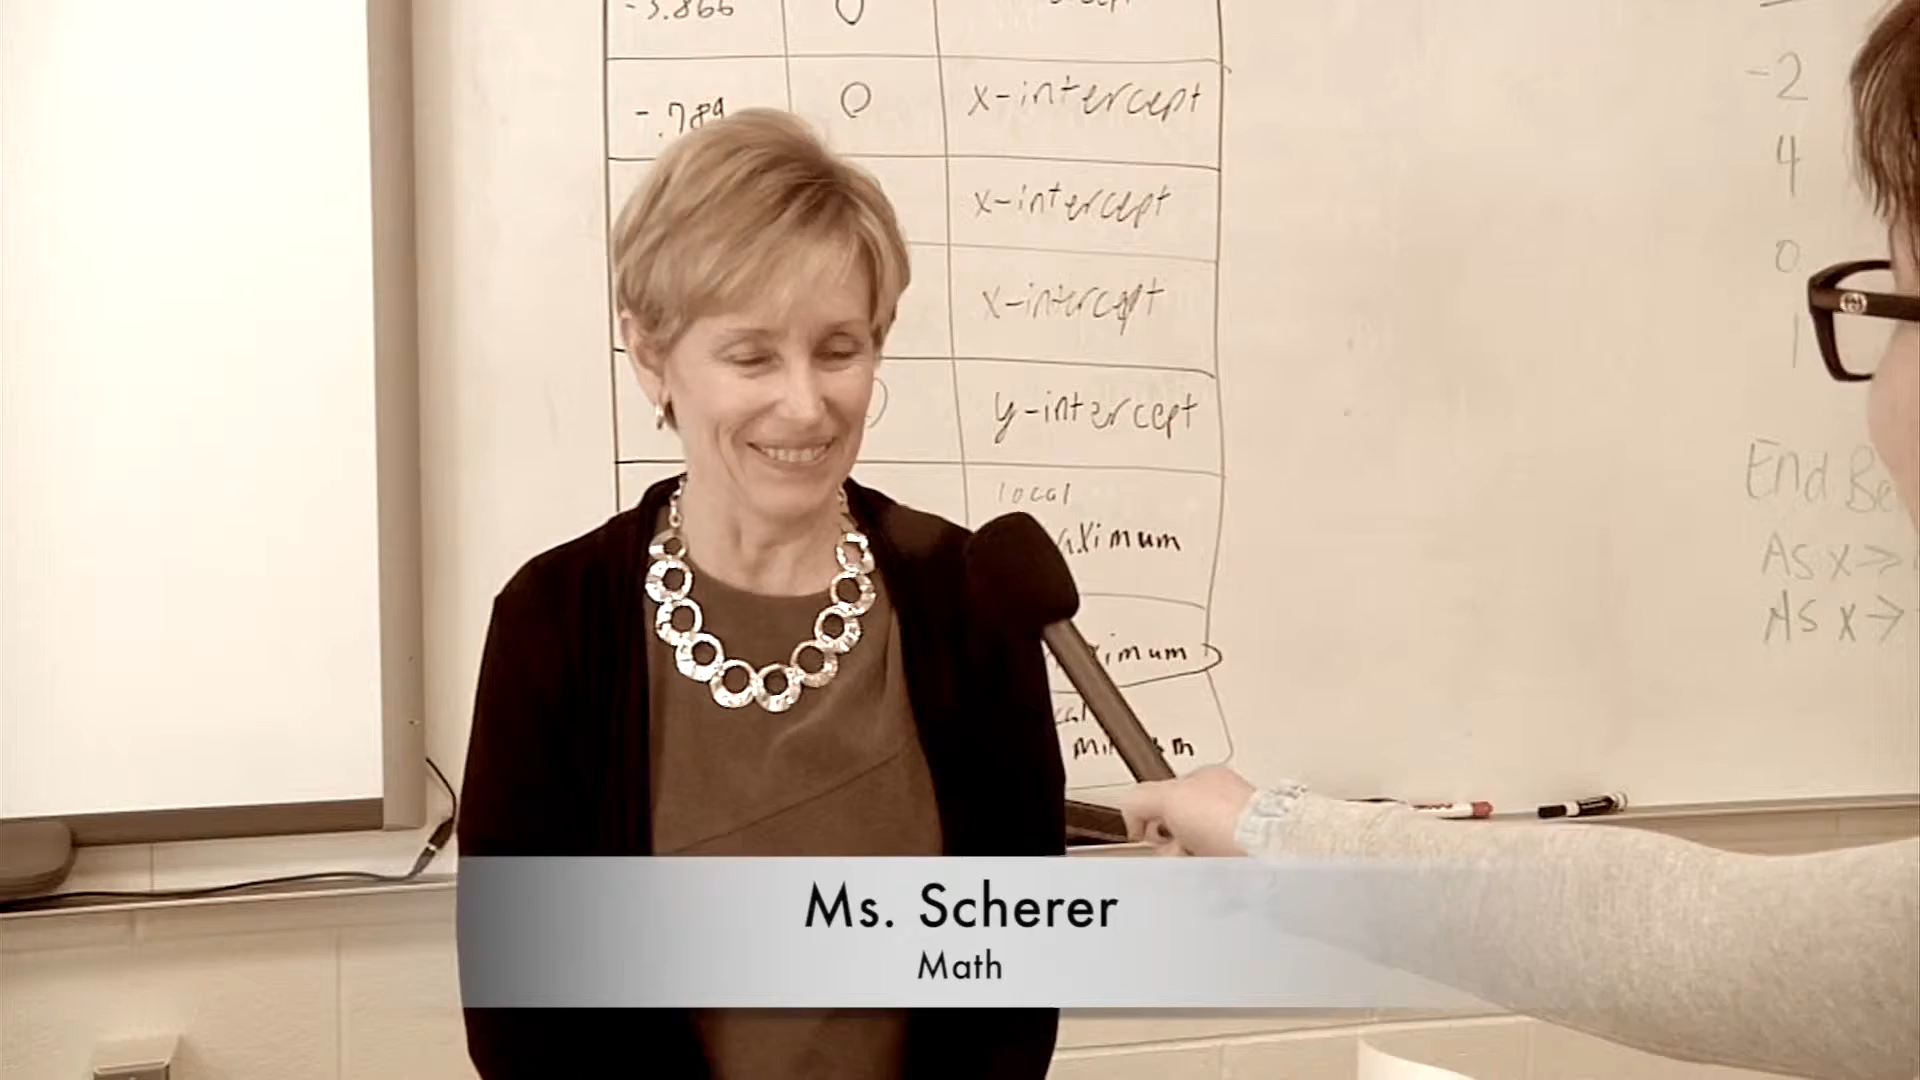 -3.866
-.789 0 x-intercept
x-intercept
x-intercept
y-intercept
local
minimum
-2
4
0
1
End Be
As x→
As x→
Ms. Scherer
Math